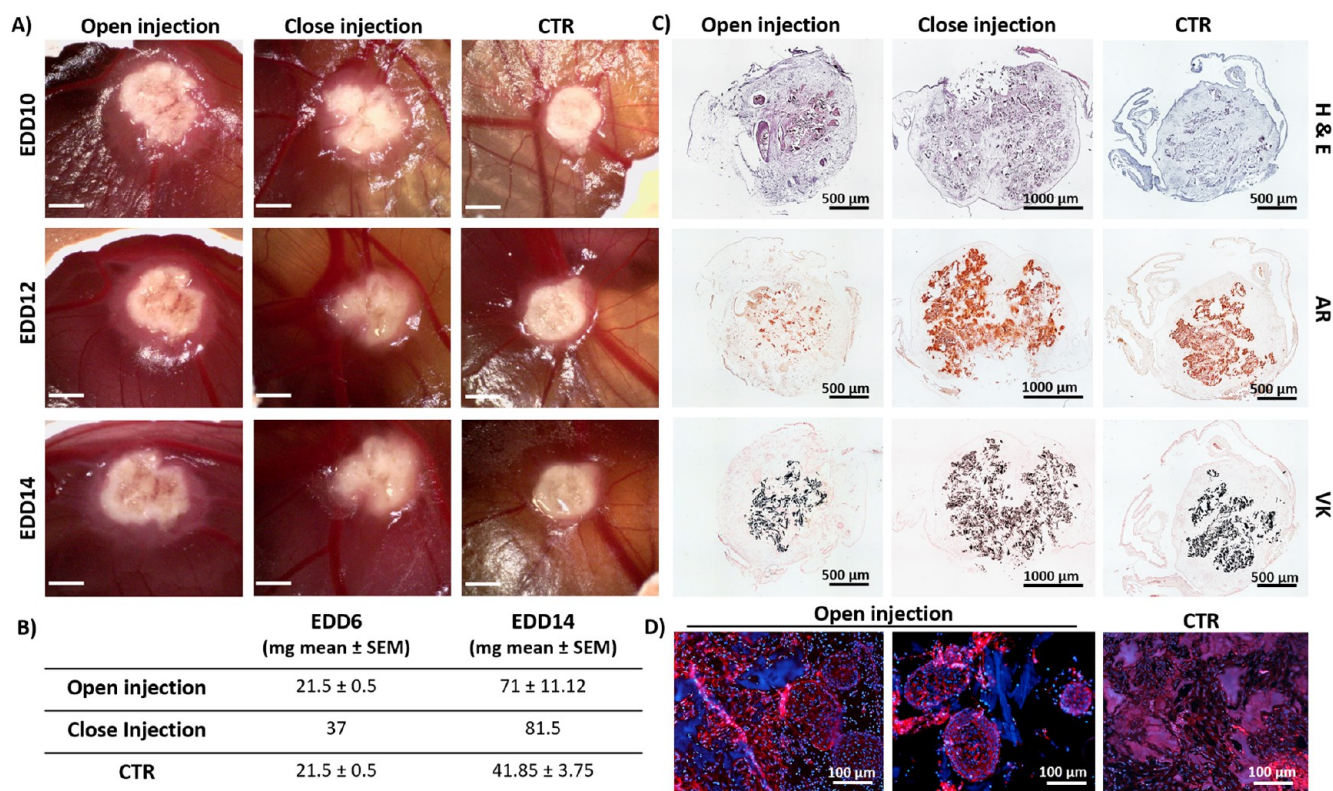 A)
Open injection Close injection CTR
EDD10
EDD12
EDD14
B)
EDD6 EDD14
(mg mean ± SEM) (mg mean ± SEM)
Open injection 21.5 ± 0.5 71 ± 11.12
Close Injection 37 81.5
CTR 21.5 ± 0.5 41.85 ± 3.75
C)
Open injection Close injection CTR
500 µm 1000 µm 500 µm
H & E
500 µm 1000 µm 500 µm
AR
500 µm 1000 µm 500 µm
VK
D)
Open injection CTR
100 µm 100 µm 100 µm